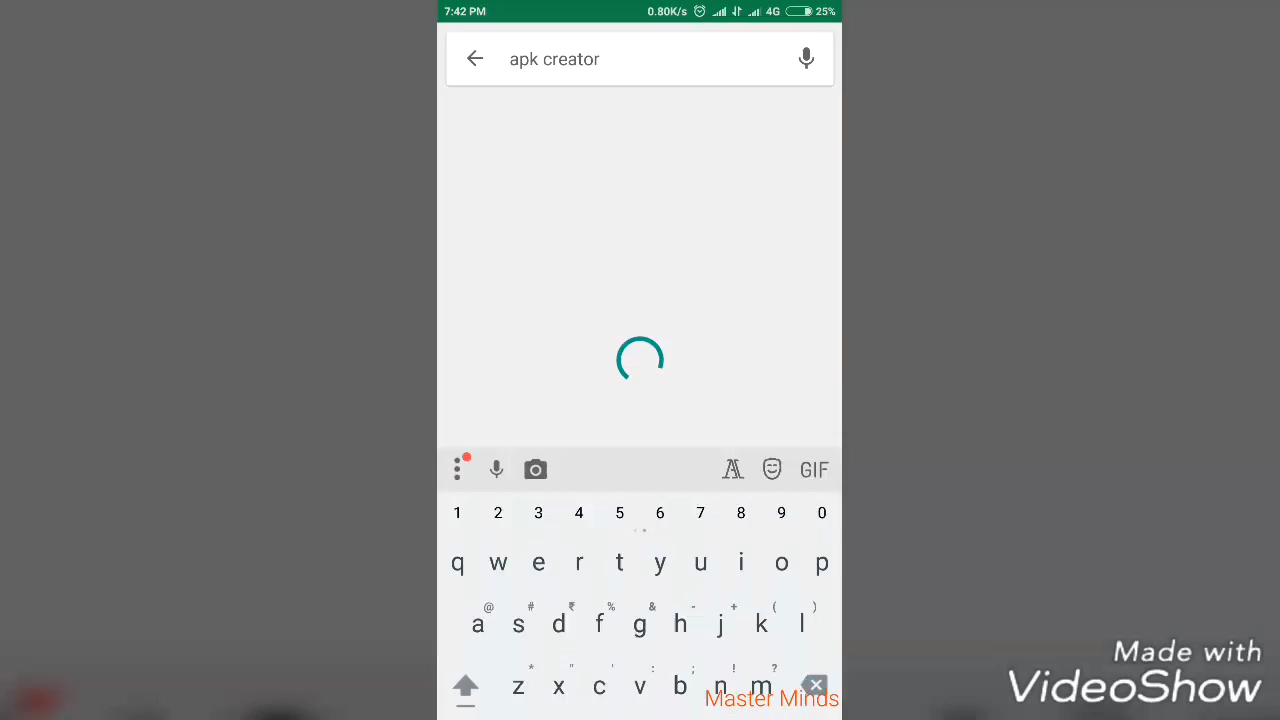 7:42 PM 0.80K/s 4G 25%
apk creator
GIF
1 2 3 4 5 6 7 8 9 0
q w e r t y u i o p
@ # ₹ % & - + ( )
a s d f g h j k l
* " ' : ; ! ?
z x c v b n m
Made with
VideoShow
Master Minds